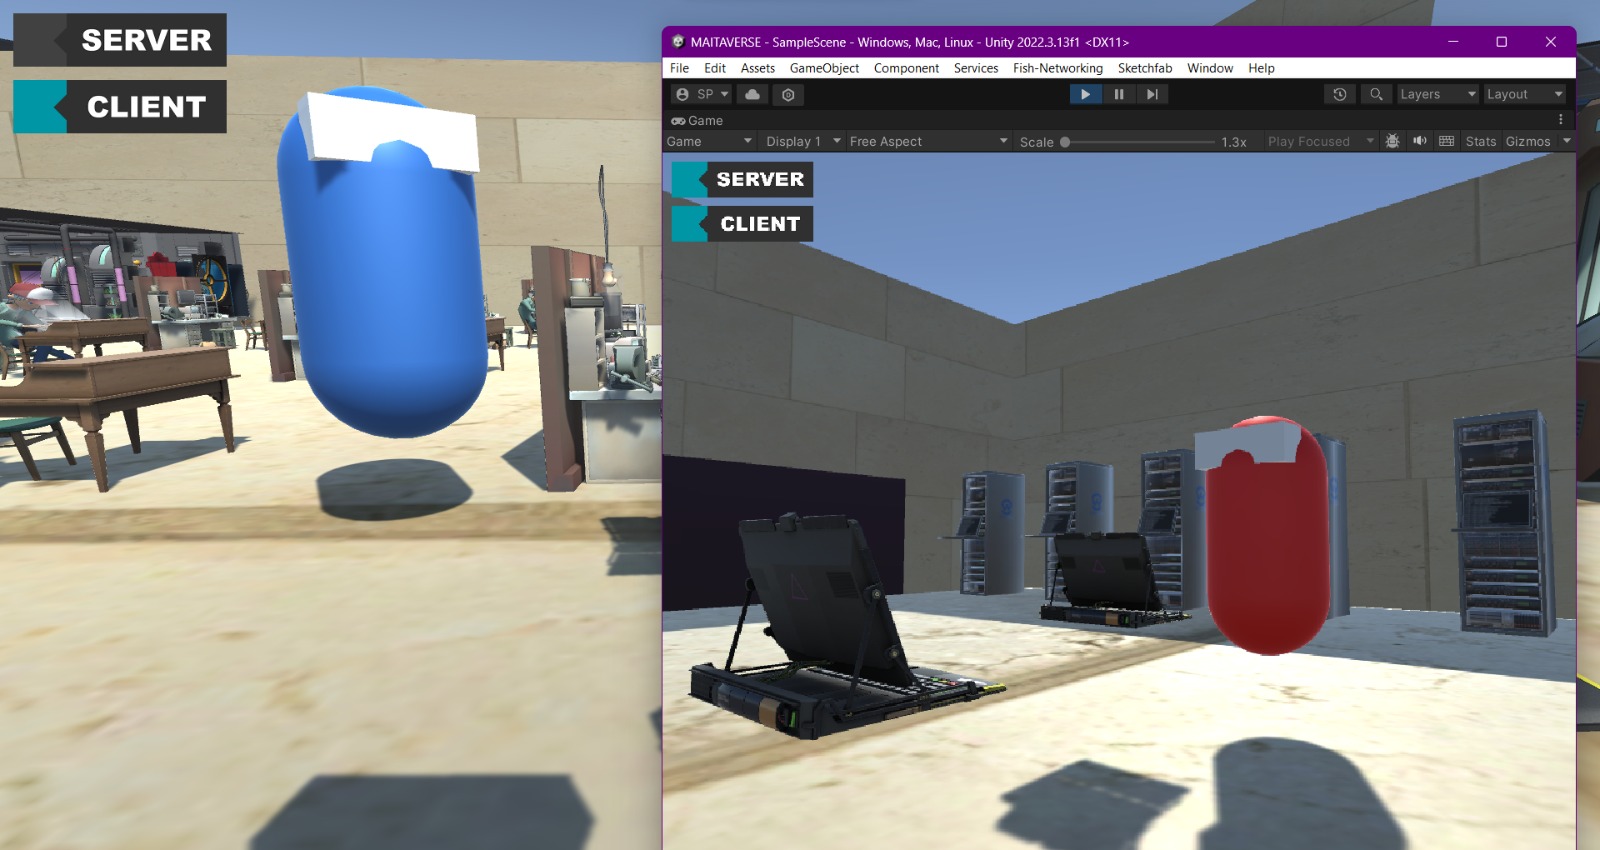 SERVER
CLIENT
MAITAVERSE - SampleScene - Windows, Mac, Linux - Unity 2022.3.13f1 <DX11>
File Edit Assets GameObject Component Services Fish-Networking Sketchfab Window Help
SP Layers Layout
Game
Game Display 1 Free Aspect Scale 1.3x Play Focused Stats Gizmos
SERVER
CLIENT